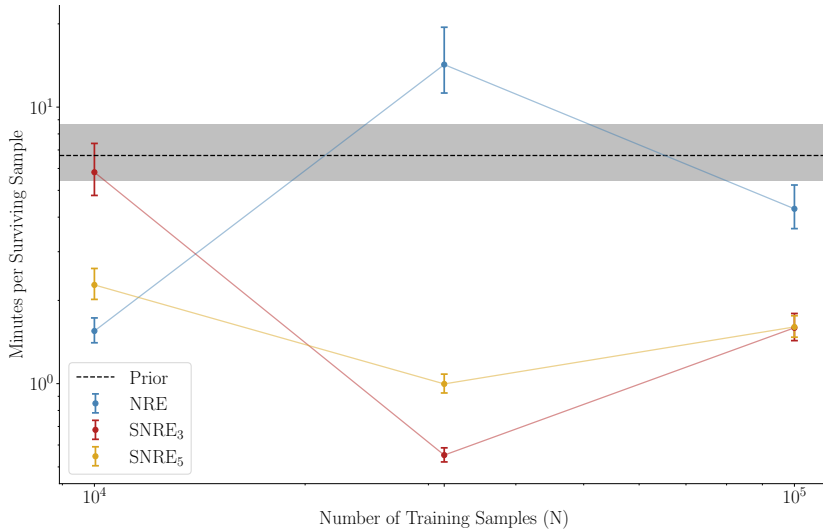 Minutes per Surviving Sample
10¹
10⁰
Prior
NRE
SNRE₃
SNRE₅
10⁴
10⁵
Number of Training Samples (N)